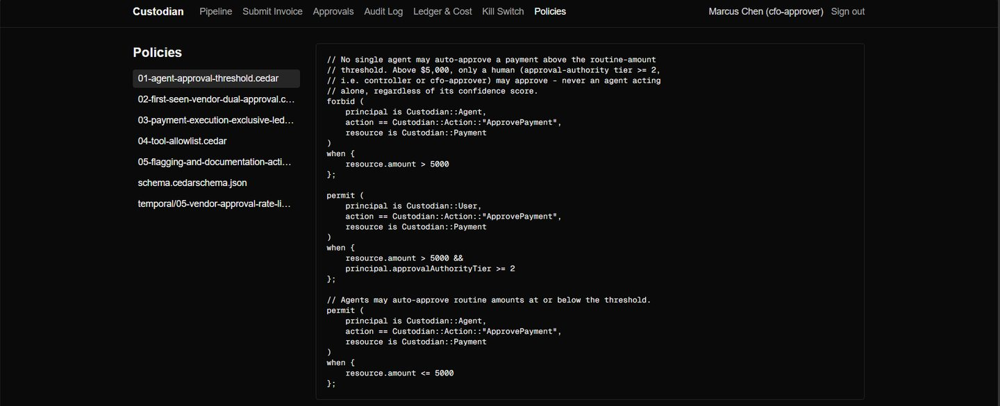 Custodian Pipeline Submit Invoice Approvals Audit Log Ledger & Cost Kill Switch Policies Marcus Chen (cfo-approver) Sign out
Policies
01-agent-approval-threshold.cedar
02-first-seen-vendor-dual-approval.c…
03-payment-execution-exclusive-led…
04-tool-allowlist.cedar
05-flagging-and-documentation-acti…
schema.cedarschema.json
temporal/05-vendor-approval-rate-li…
// No single agent may auto-approve a payment above the routine-amount
// threshold. Above $5,000, only a human (approval-authority tier >= 2,
// i.e. controller or cfo-approver) may approve - never an agent acting
// alone, regardless of its confidence score.
forbid (
    principal is Custodian::Agent,
    action == Custodian::Action::"ApprovePayment",
    resource is Custodian::Payment
)
when {
    resource.amount > 5000
};

permit (
    principal is Custodian::User,
    action == Custodian::Action::"ApprovePayment",
    resource is Custodian::Payment
)
when {
    resource.amount > 5000 &&
    principal.approvalAuthorityTier >= 2
};

// Agents may auto-approve routine amounts at or below the threshold.
permit (
    principal is Custodian::Agent,
    action == Custodian::Action::"ApprovePayment",
    resource is Custodian::Payment
)
when {
    resource.amount <= 5000
};